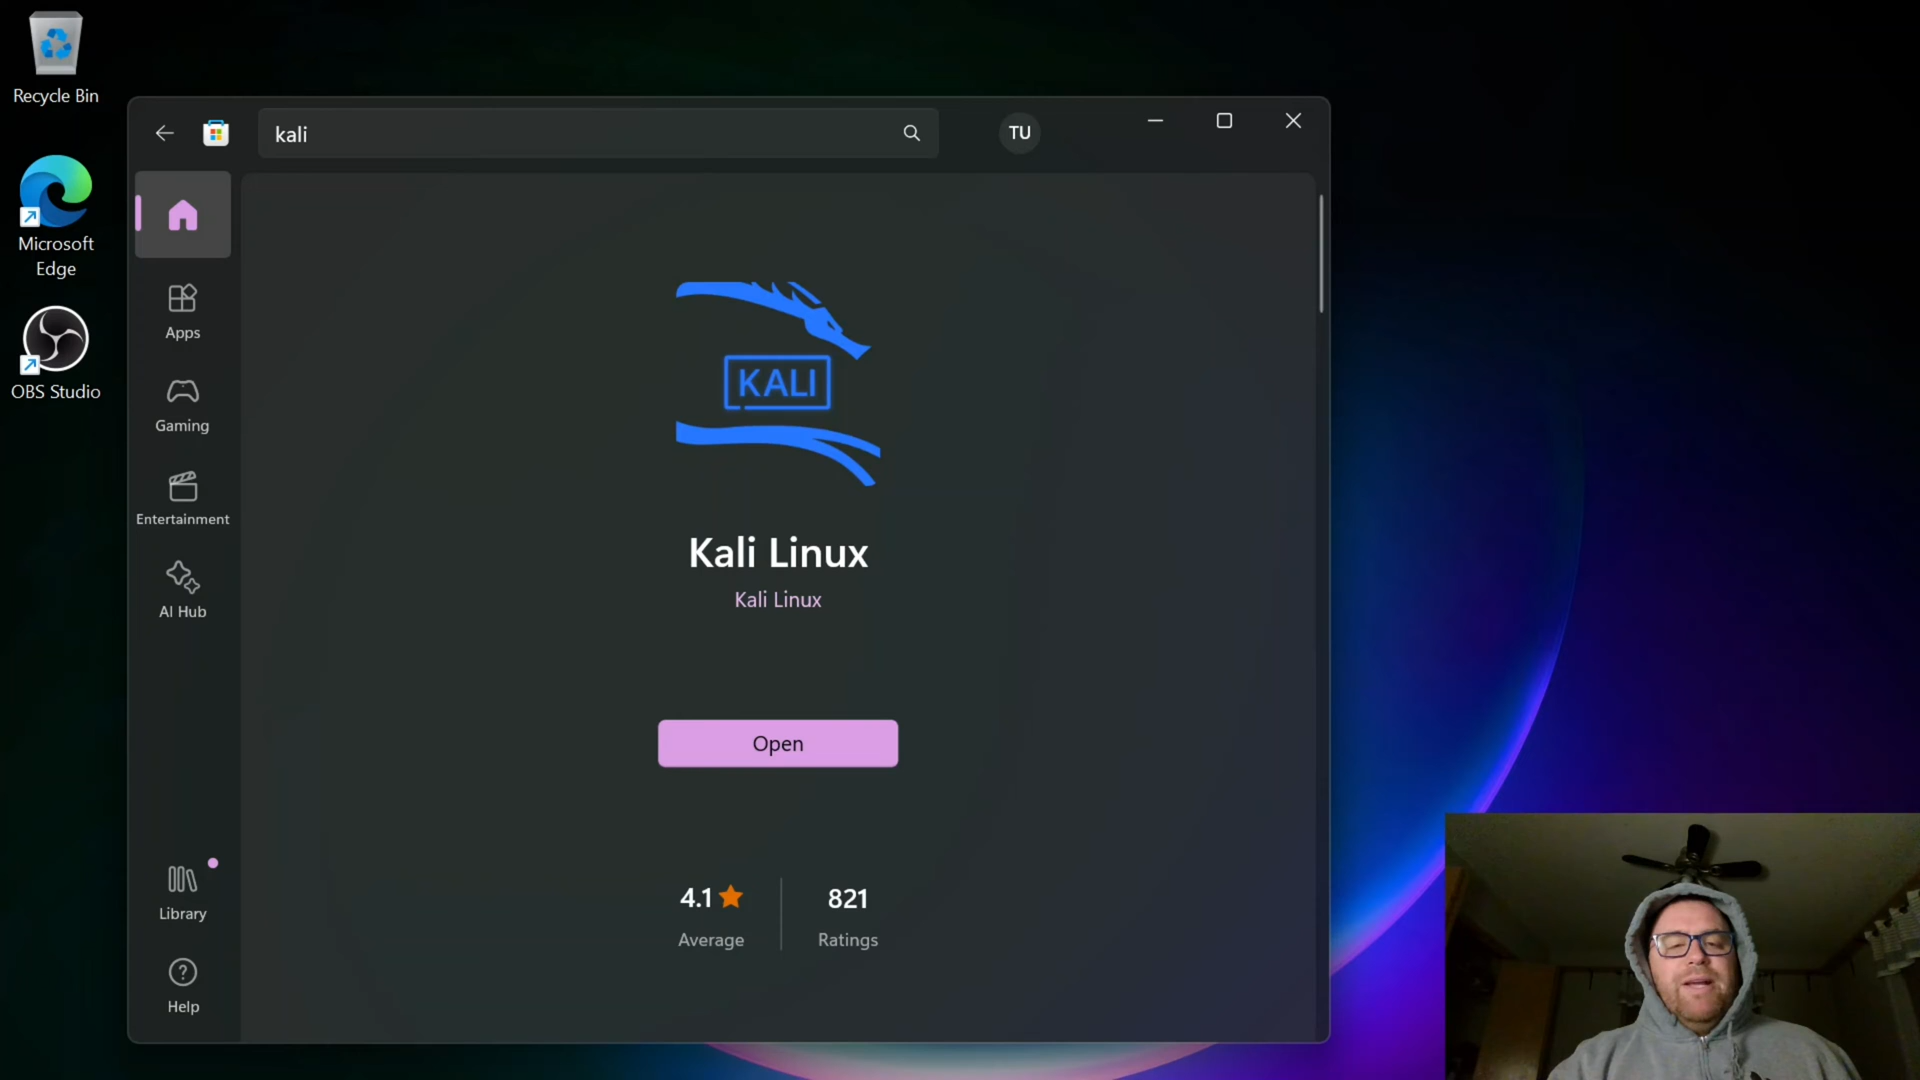 Recycle Bin
Microsoft
Edge
OBS Studio
kali
TU
Apps
Gaming
Entertainment
AI Hub
Library
Help
KALI
Kali Linux
Kali Linux
Open
4.1
Average
821
Ratings